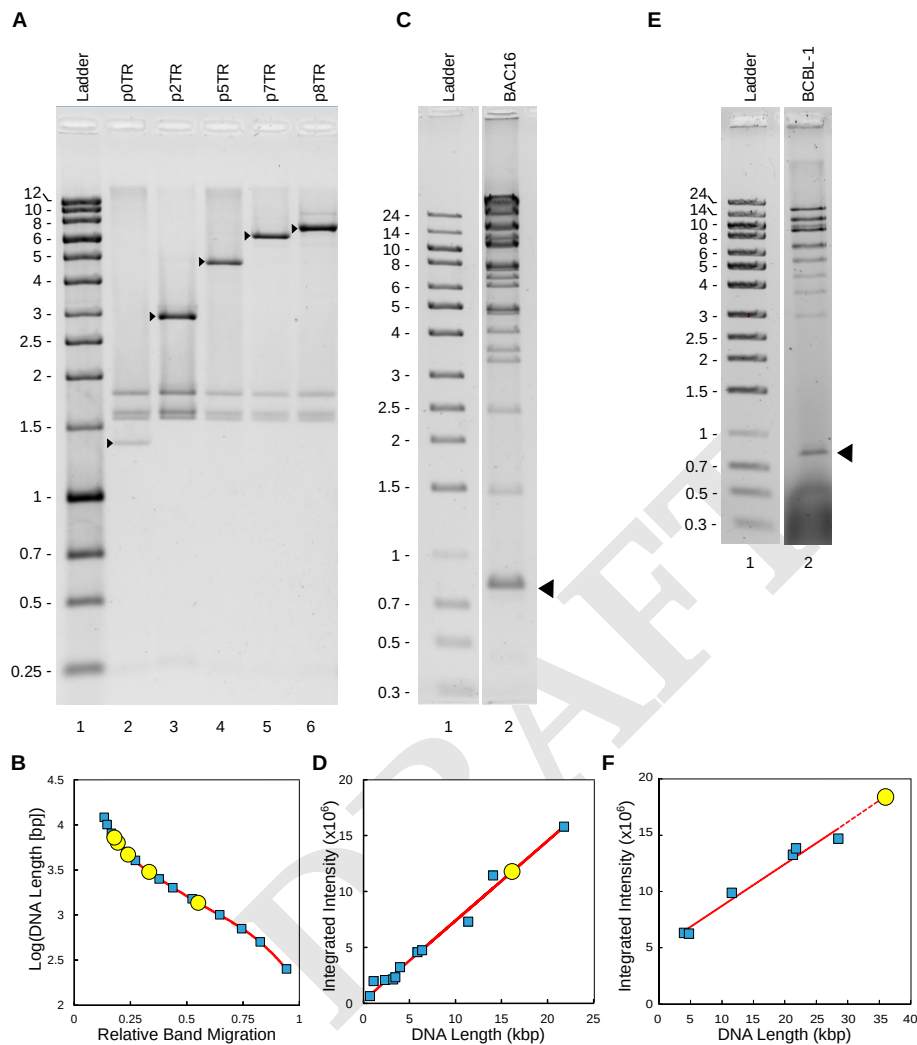 A
C
E
Ladder
p0TR
p2TR
p5TR
p7TR
p8TR
Ladder
BAC16
Ladder
BCBL-1
12
10 -
8 -
6 -
5 -
4 -
3 -
2.5 -
2 -
1.5 -
1 -
0.7 -
0.5 -
0.25 -
1 2 3 4 5 6
24 -
14 -
10 -
8 -
6 -
5 -
4 -
3 -
2.5 -
2 -
1.5 -
1 -
0.7 -
0.5 -
0.3 -
1 2
24
14
10 -
8 -
6 -
5 -
4 -
3 -
2.5 -
2 -
1.5 -
1 -
0.7 -
0.5 -
0.3 -
1 2
DRAFT
B
Log(DNA Length [bp])
4.5
4
3.5
3
2.5
2
0 0.25 0.5 0.75 1
Relative Band Migration
D
Integrated Intensity (x10⁶)
20
15
10
5
0
0 5 10 15 20 25
DNA Length (kbp)
F
Integrated Intensity (x10⁶)
20
15
10
5
0
0 5 10 15 20 25 30 35 40
DNA Length (kbp)